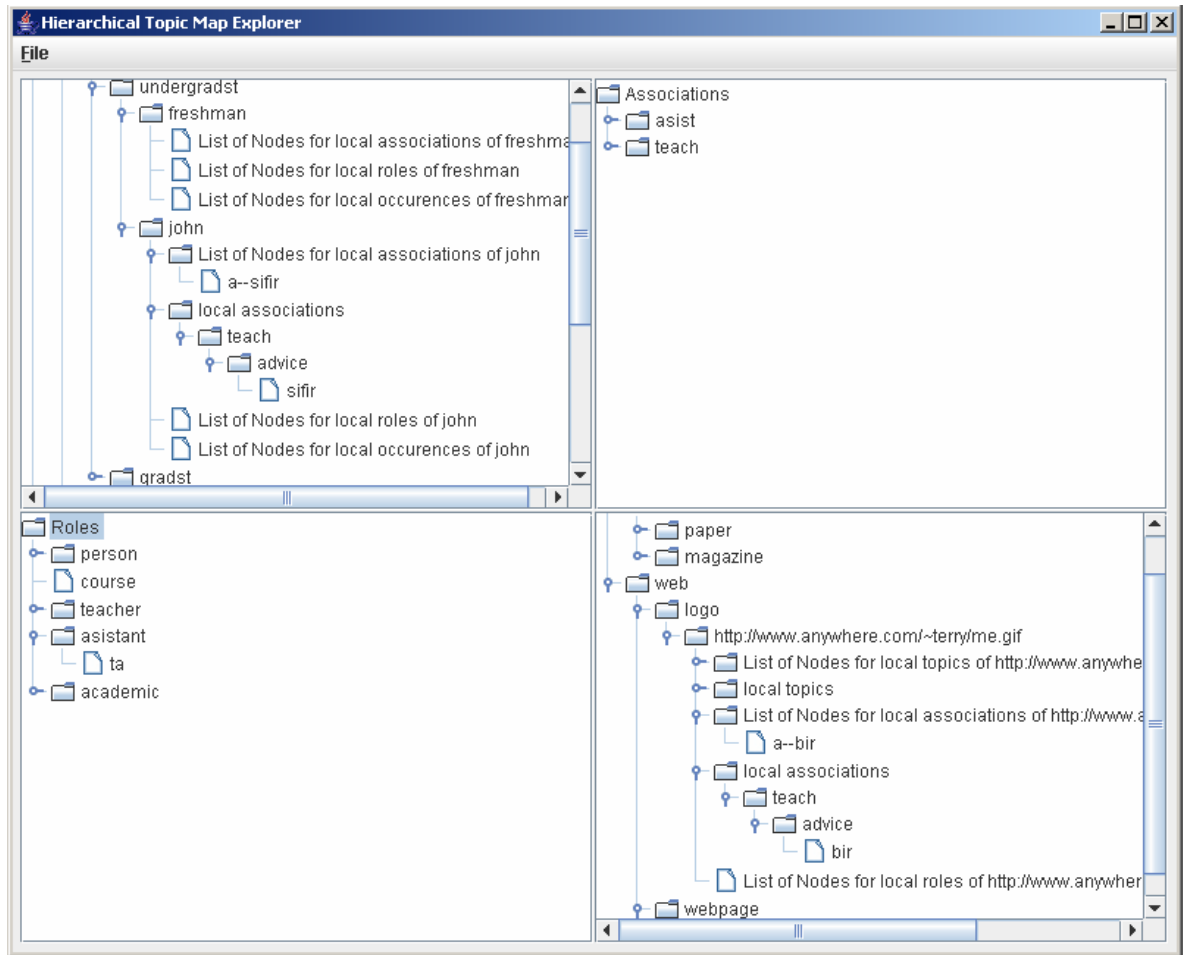 Hierarchical Topic Map Explorer
File
undergradst
freshman
List of Nodes for local associations of freshma
List of Nodes for local roles of freshman
List of Nodes for local occurences of freshman
john
List of Nodes for local associations of john
a--sifir
local associations
teach
advice
sifir
List of Nodes for local roles of john
List of Nodes for local occurences of john
gradst
Associations
asist
teach
Roles
person
course
teacher
asistant
ta
academic
paper
magazine
web
logo
http://www.anywhere.com/~terry/me.gif
List of Nodes for local topics of http://www.anywhe
local topics
List of Nodes for local associations of http://www.a
a--bir
local associations
teach
advice
bir
List of Nodes for local roles of http://www.anywher
webpage